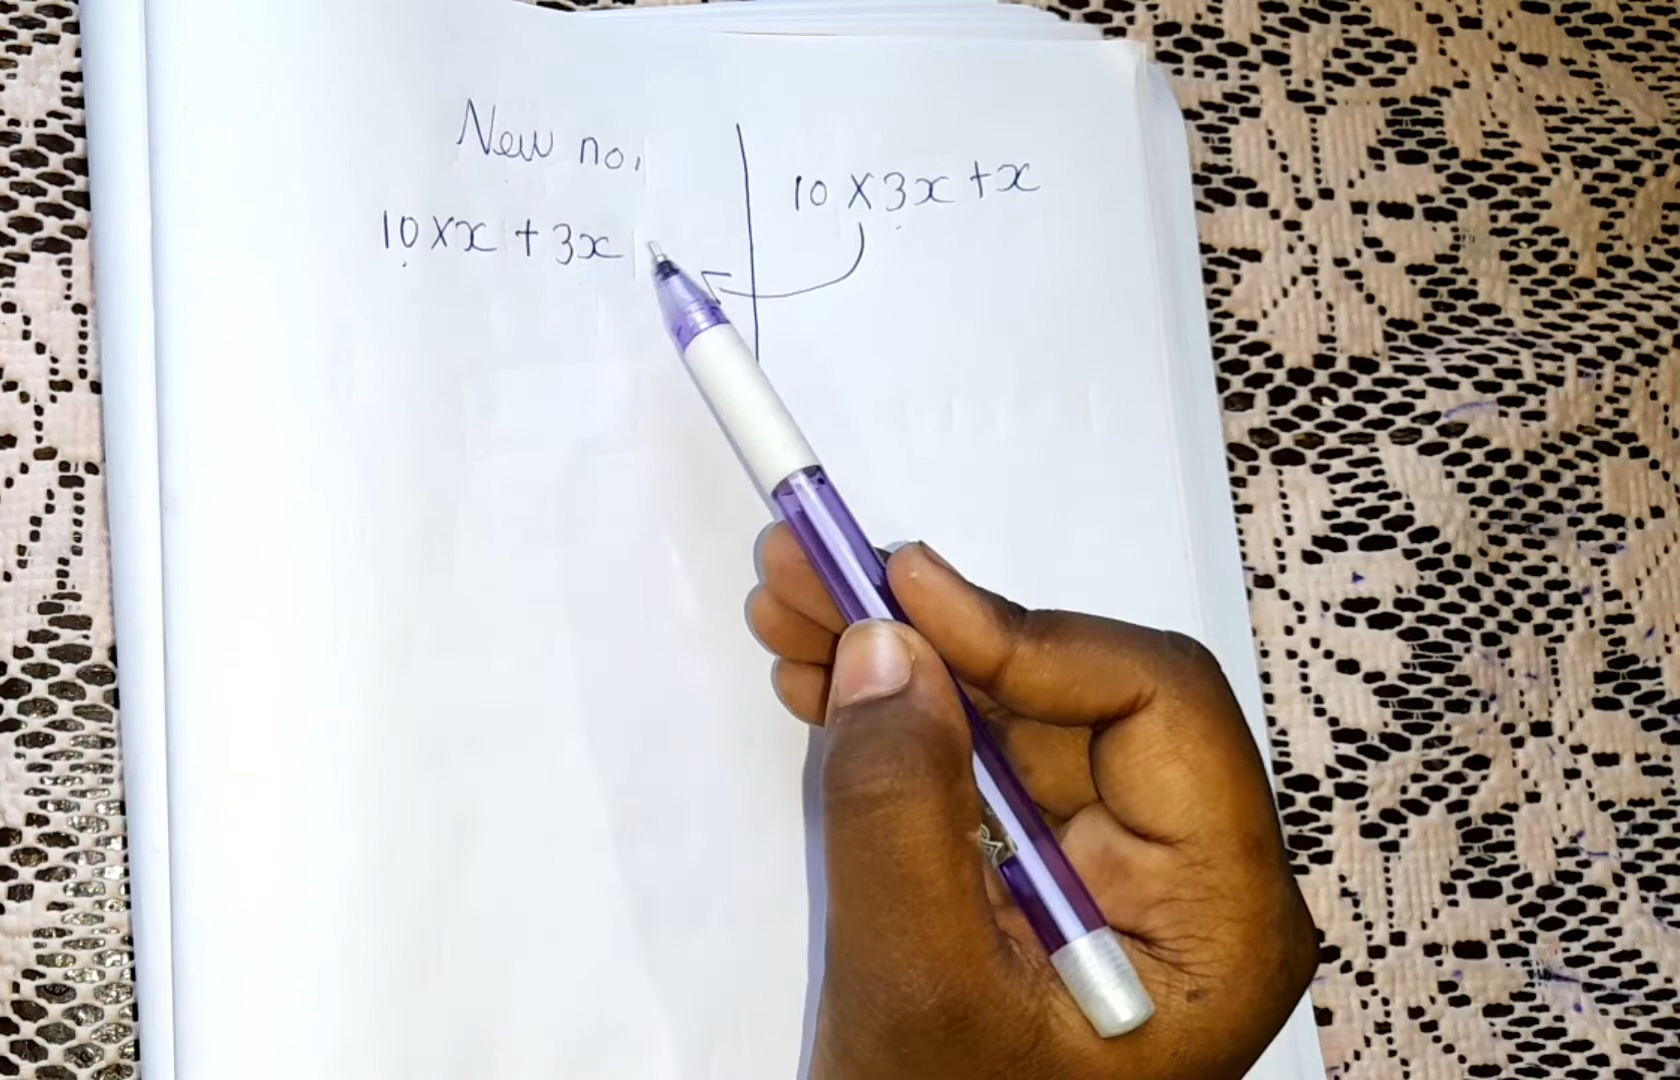 New no.
10 × x + 3x
10 × 3x + x